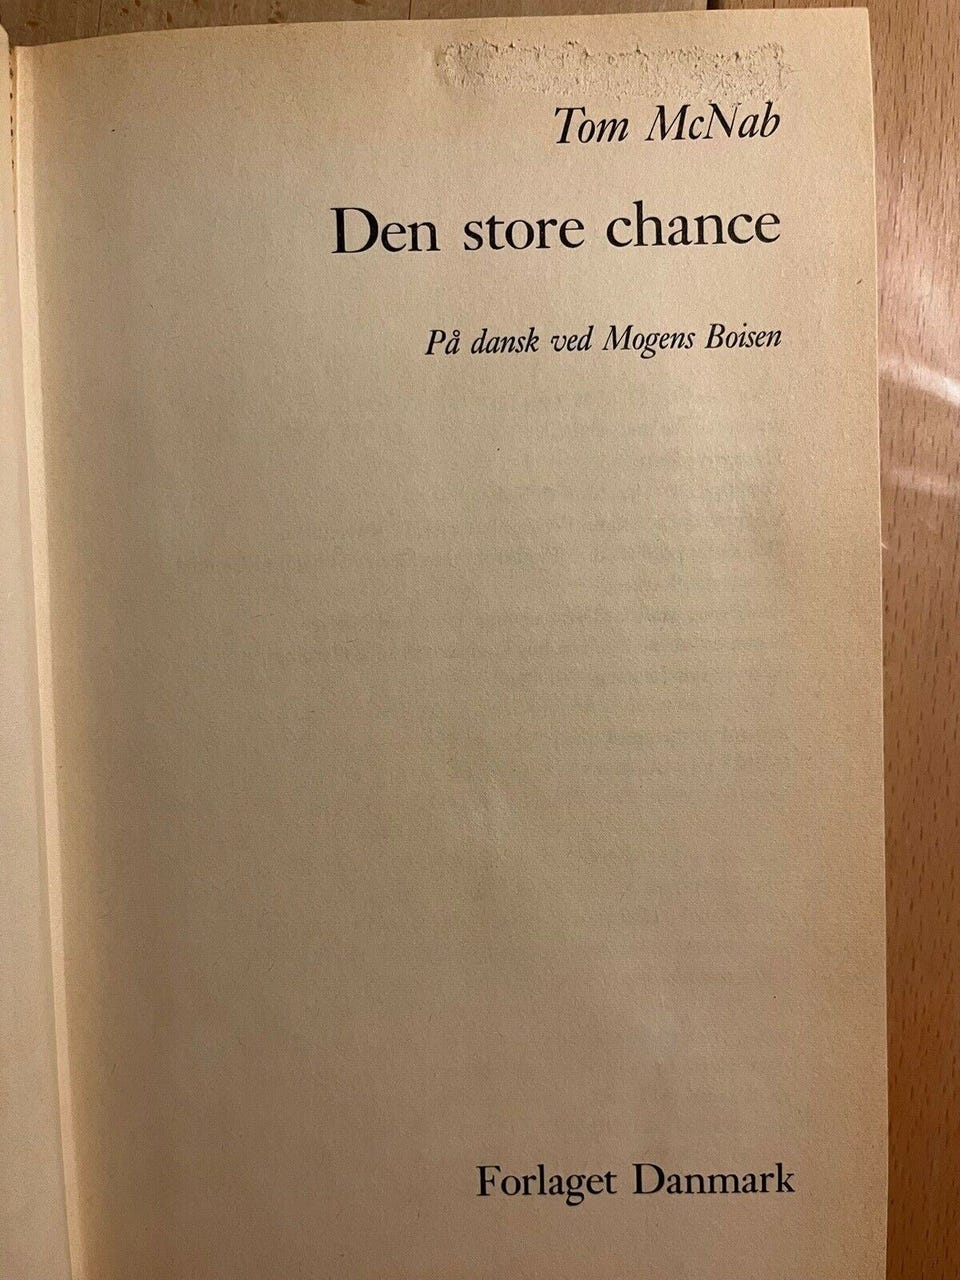 Tom McNab
Den store chance
På dansk ved Mogens Boisen
Forlaget Danmark